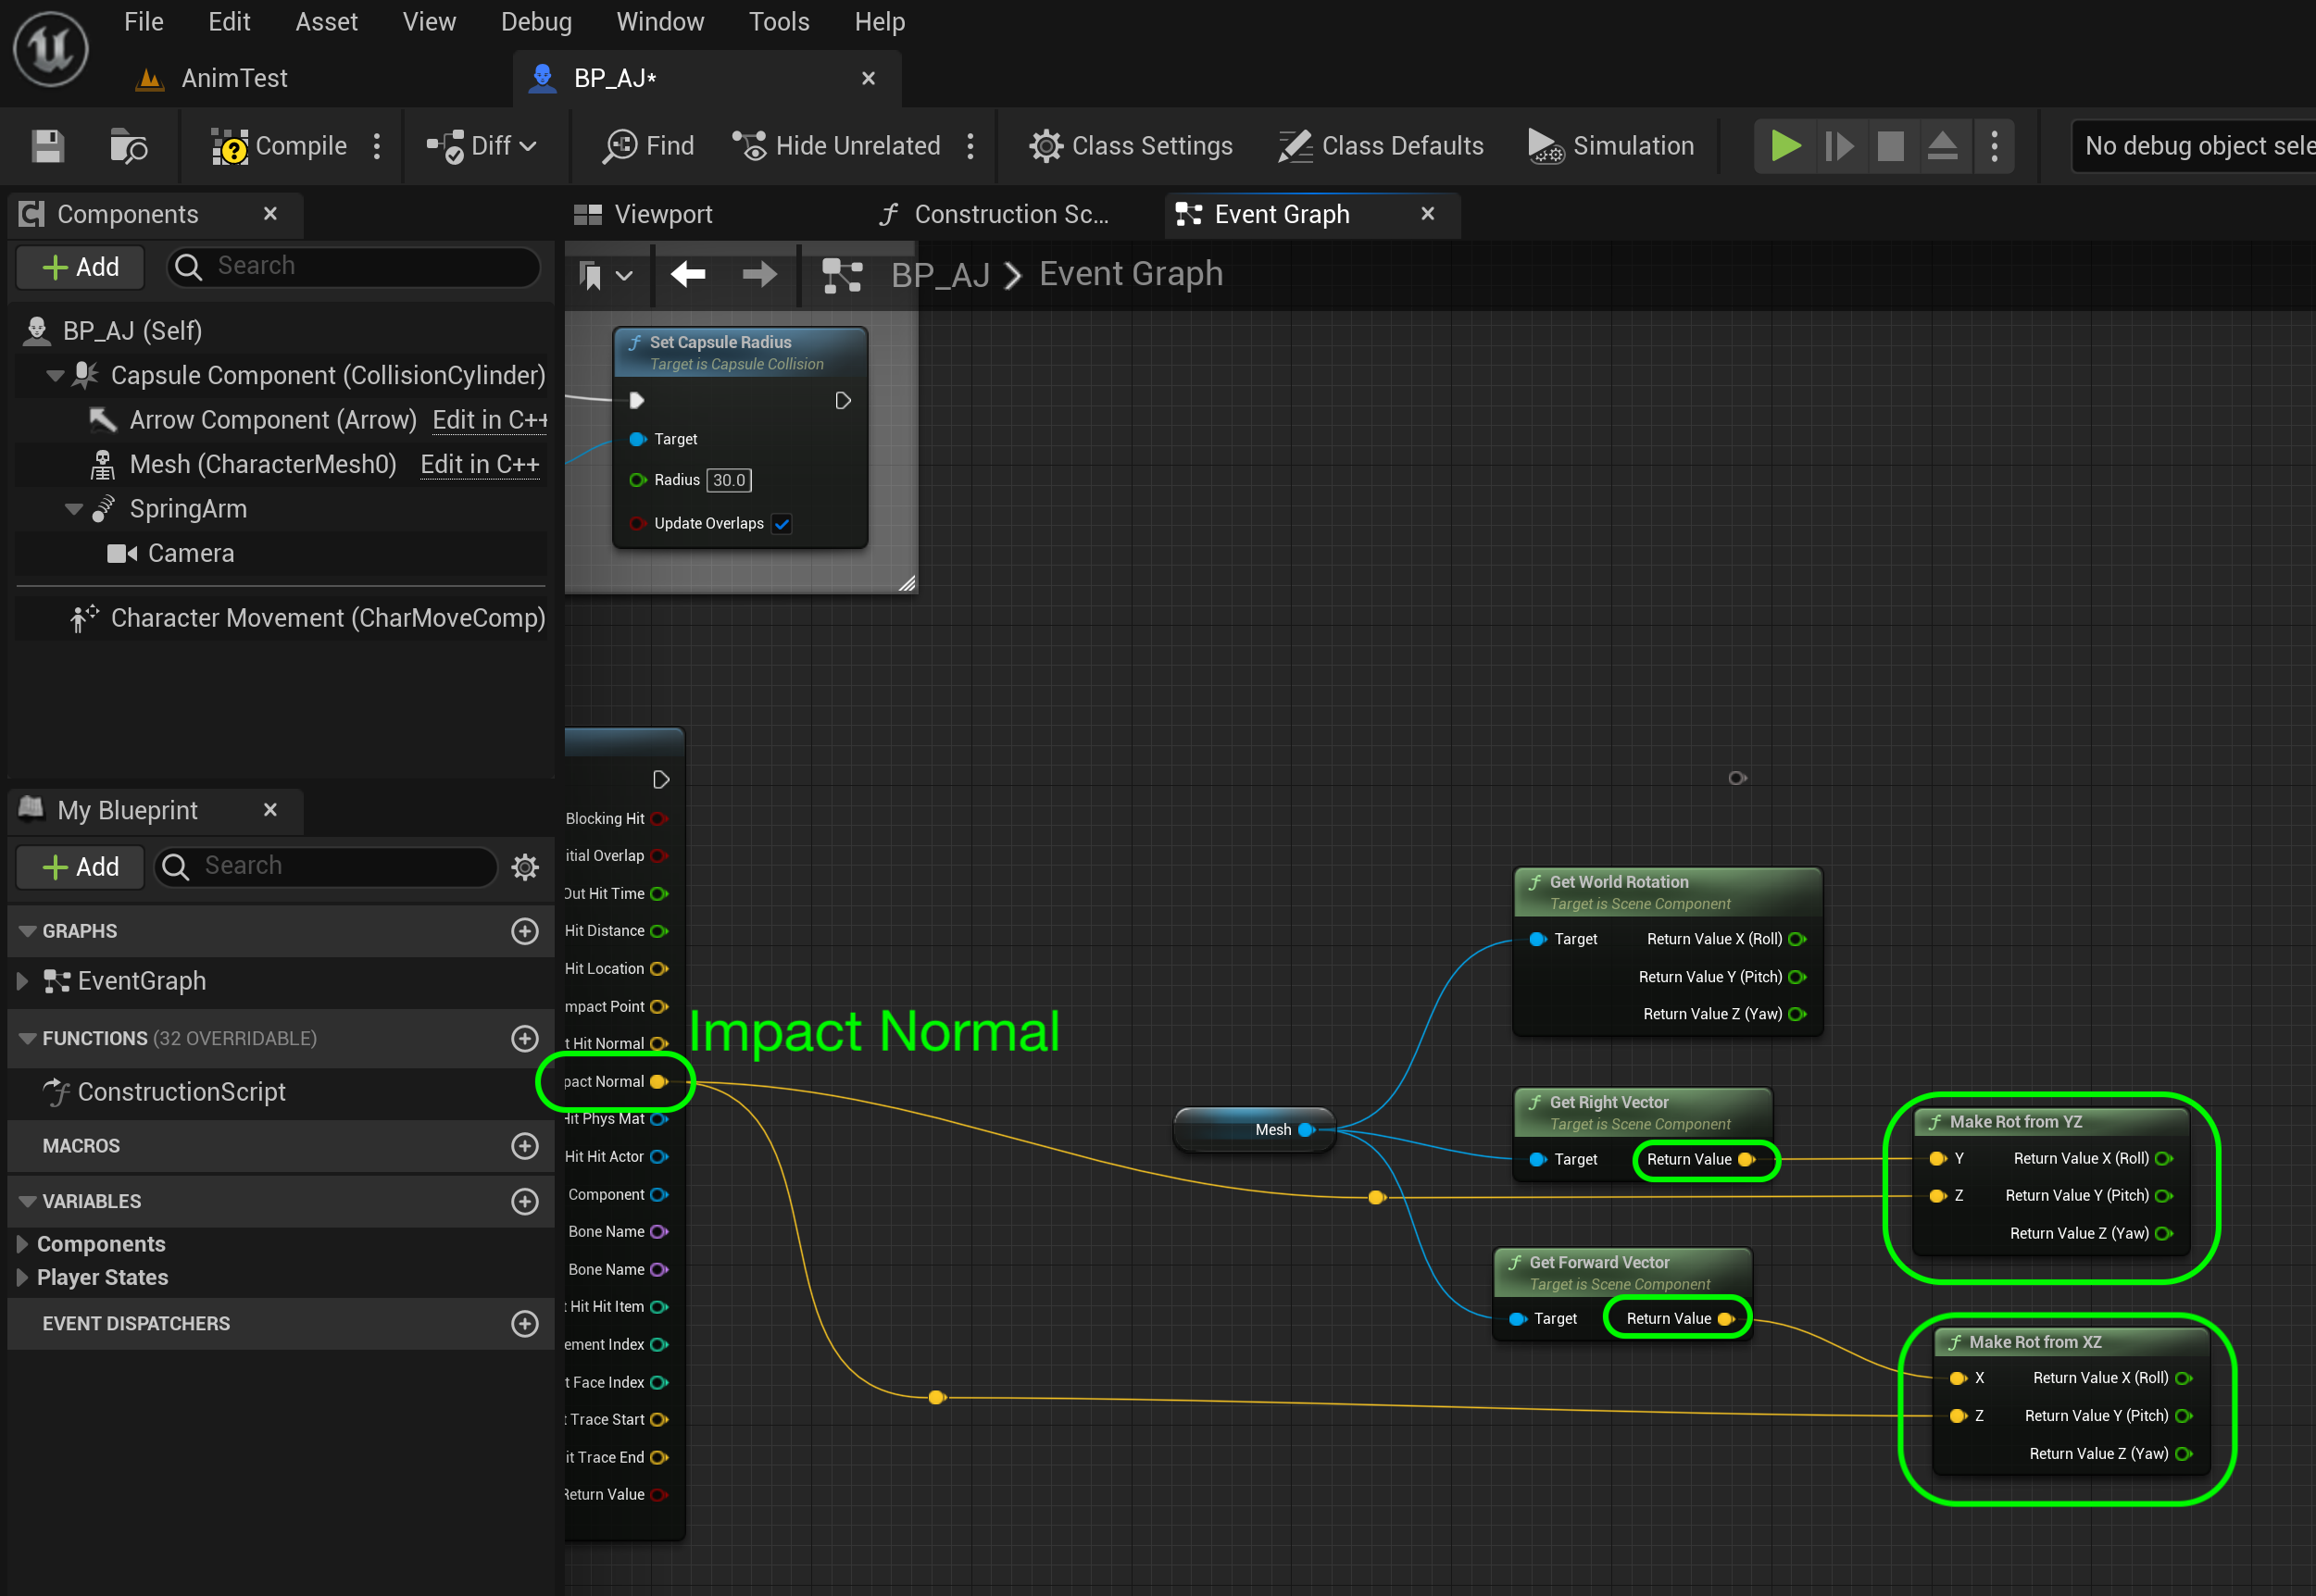 File Edit Asset View Debug Window Tools Help
AnimTest BP_AJ*
Compile Diff Find Hide Unrelated Class Settings Class Defaults Simulation No debug object sele
Components Viewport Construction Sc... Event Graph
Add Search
BP_AJ > Event Graph
BP_AJ (Self)
Capsule Component (CollisionCylinder)
Arrow Component (Arrow) Edit in C++
Mesh (CharacterMesh0) Edit in C++
SpringArm
Camera
Character Movement (CharMoveComp)
Set Capsule Radius
Target is Capsule Collision
Target
Radius 30.0
Update Overlaps
My Blueprint
Add Search
GRAPHS
EventGraph
FUNCTIONS (32 OVERRIDABLE)
ConstructionScript
MACROS
VARIABLES
Components
Player States
EVENT DISPATCHERS
Blocking Hit
itial Overlap
Out Hit Time
Hit Distance
Hit Location
mpact Point
t Hit Normal
pact Normal
Hit Phys Mat
Hit Hit Actor
Component
Bone Name
Bone Name
t Hit Hit Item
ement Index
t Face Index
t Trace Start
it Trace End
Return Value
Impact Normal
Mesh
Get World Rotation
Target is Scene Component
Target Return Value X (Roll)
Return Value Y (Pitch)
Return Value Z (Yaw)
Get Right Vector
Target is Scene Component
Target Return Value
Get Forward Vector
Target is Scene Component
Target Return Value
Make Rot from YZ
Y Return Value X (Roll)
Z Return Value Y (Pitch)
Return Value Z (Yaw)
Make Rot from XZ
X Return Value X (Roll)
Z Return Value Y (Pitch)
Return Value Z (Yaw)